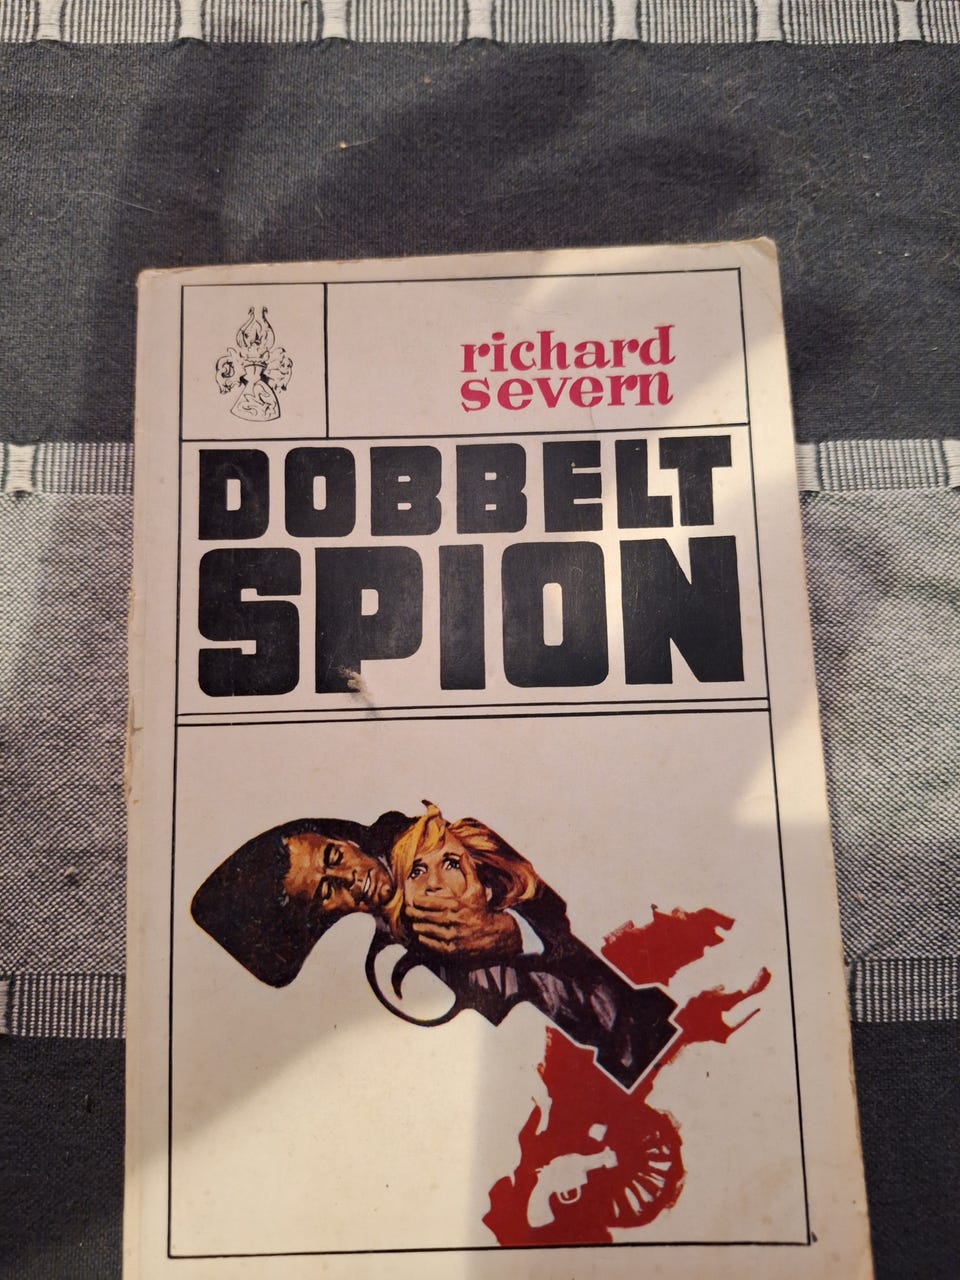 richard
severn
DOBBELT
SPION